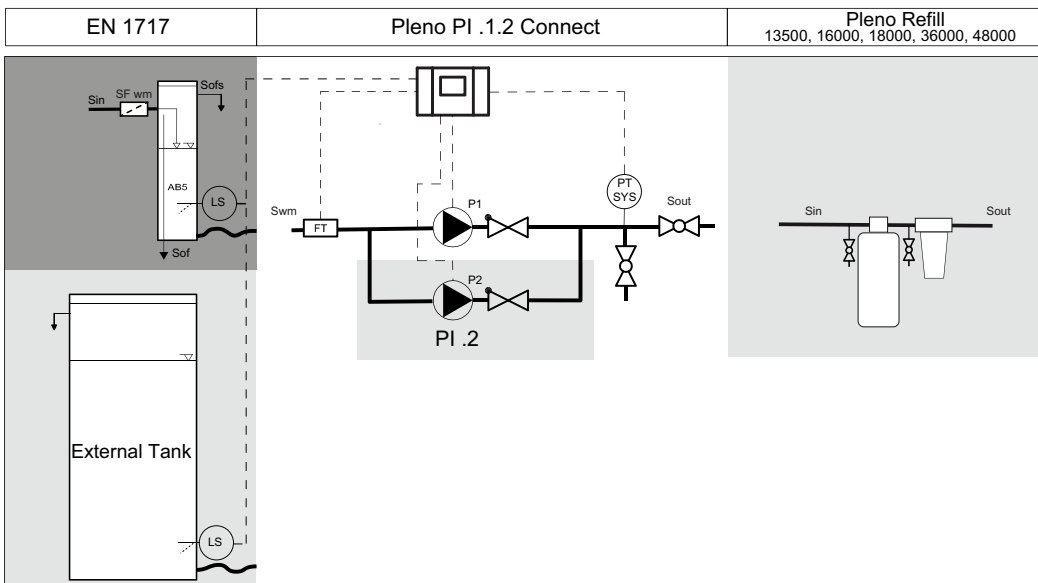 EN 1717
Pleno PI .1.2 Connect
Pleno Refill
13500, 16000, 18000, 36000, 48000
Sin
SF wm
Sofs
AB5
LS
Sof
External Tank
LS
Swm
FT
P1
P2
PI .2
PT
SYS
Sout
Sin
Sout